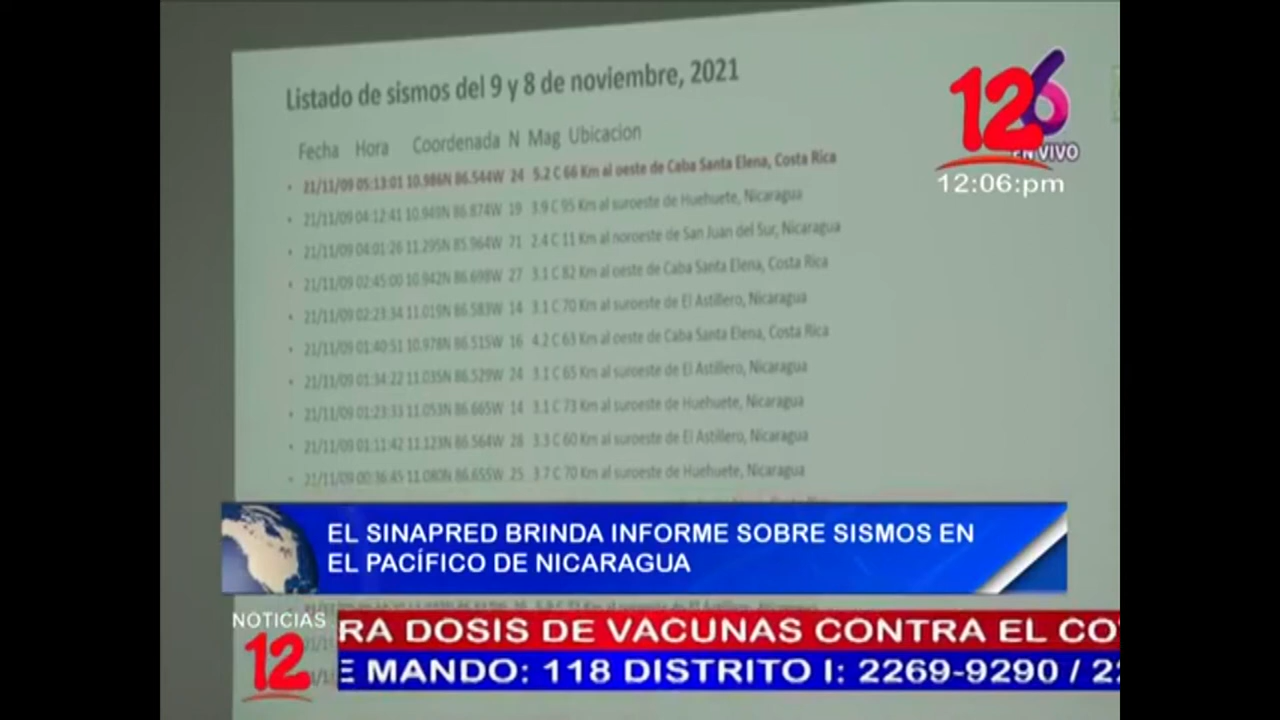 Listado de sismos del 9 y 8 de noviembre, 2021
Fecha Hora Coordenada N Mag Ubicacion
21/11/09 05:13:01 10.986N 86.544W 24 5.2 C 66 Km al oeste de Caba Santa Elena, Costa Rica
21/11/09 04:12:41 10.949N 86.874W 19 3.9 C 95 Km al suroeste de Huehuete, Nicaragua
21/11/09 04:01:26 11.295N 85.964W 71 2.4 C 11 Km al noroeste de San Juan del Sur, Nicaragua
21/11/09 02:45:00 10.942N 86.698W 27 3.1 C 82 Km al oeste de Caba Santa Elena, Costa Rica
21/11/09 02:23:34 11.019N 86.583W 14 3.1 C 70 Km al suroeste de El Astillero, Nicaragua
21/11/09 01:40:51 10.978N 86.515W 16 4.2 C 63 Km al oeste de Caba Santa Elena, Costa Rica
21/11/09 01:34:22 11.035N 86.529W 24 3.1 C 65 Km al suroeste de El Astillero, Nicaragua
21/11/09 01:23:33 11.053N 86.665W 14 3.1 C 73 Km al suroeste de Huehuete, Nicaragua
21/11/09 01:11:42 11.123N 86.564W 28 3.3 C 60 Km al suroeste de El Astillero, Nicaragua
21/11/09 00:36:45 11.080N 86.655W 25 3.7 C 70 Km al suroeste de Huehuete, Nicaragua
12 6
EN VIVO
12:06:pm
EL SINAPRED BRINDA INFORME SOBRE SISMOS EN
EL PACÍFICO DE NICARAGUA
NOTICIAS
12
RA DOSIS DE VACUNAS CONTRA EL CO
E MANDO: 118 DISTRITO I: 2269-9290 / 22